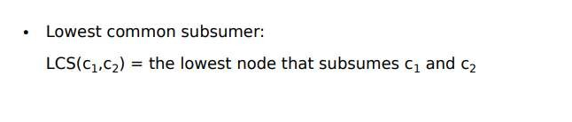 • Lowest common subsumer:
LCS(c₁,c₂) = the lowest node that subsumes c₁ and c₂